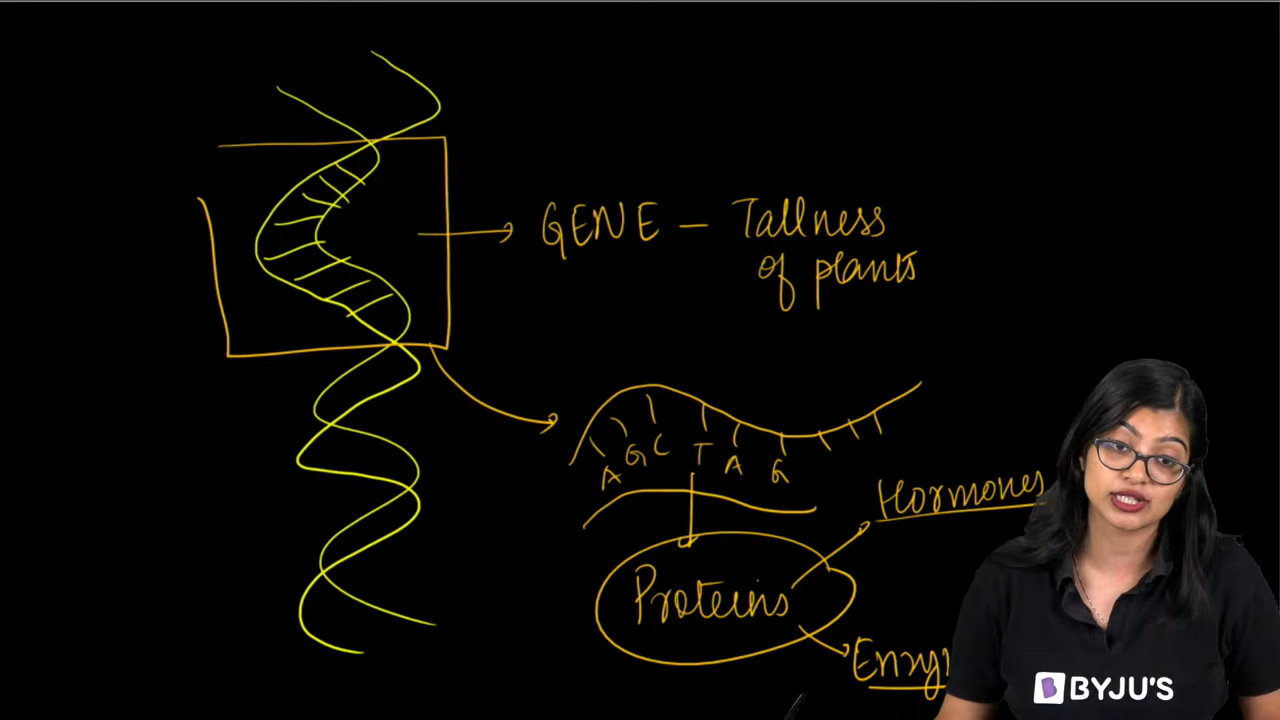 GENE – Tallness
of plants
A G C T A G
Hormones
Proteins
BYJU'S